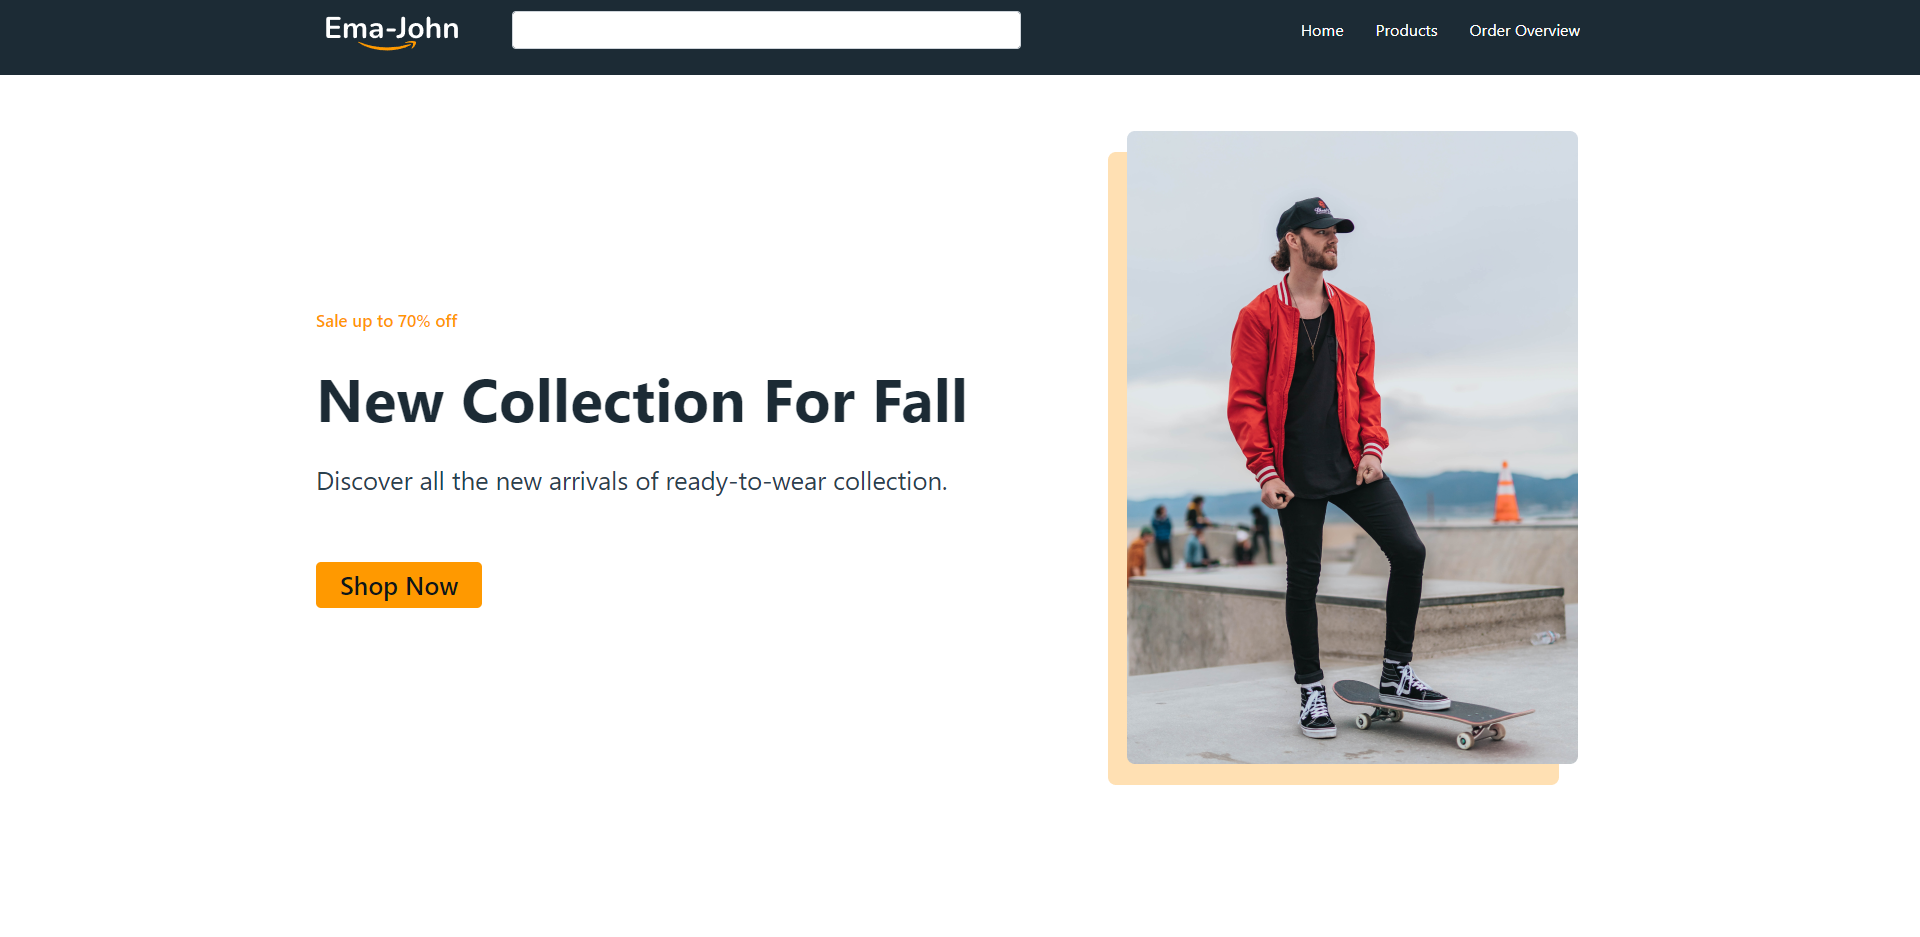 Ema-John
Home
Products
Order Overview
Sale up to 70% off
New Collection For Fall
Discover all the new arrivals of ready-to-wear collection.
Shop Now